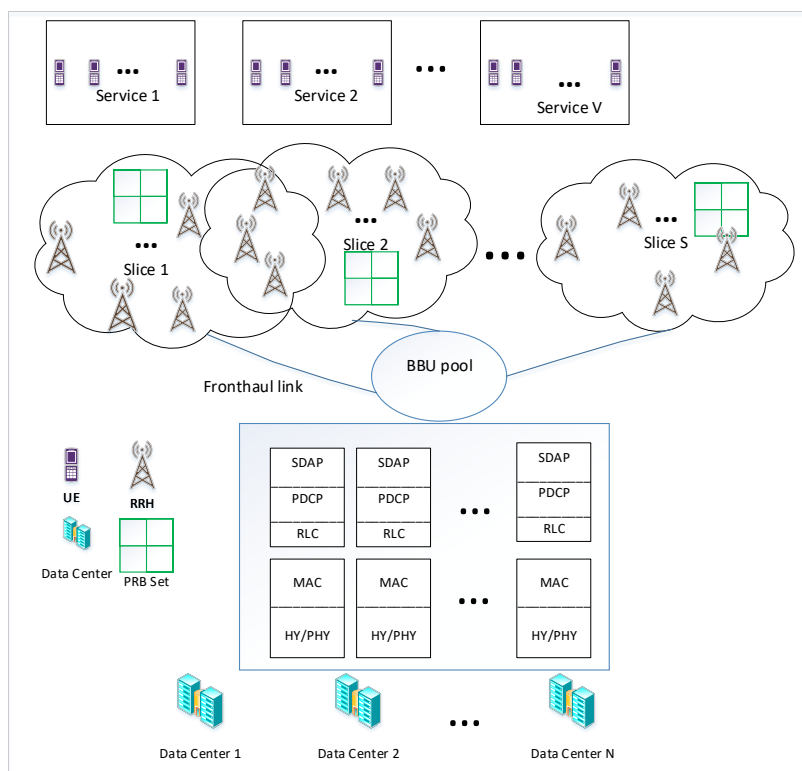 Service 1
Service 2
Service V
Slice 1
Slice 2
Slice S
BBU pool
Fronthaul link
SDAP
SDAP
SDAP
PDCP
PDCP
PDCP
RLC
RLC
RLC
MAC
MAC
MAC
HY/PHY
HY/PHY
HY/PHY
UE
RRH
Data Center
PRB Set
Data Center 1
Data Center 2
Data Center N